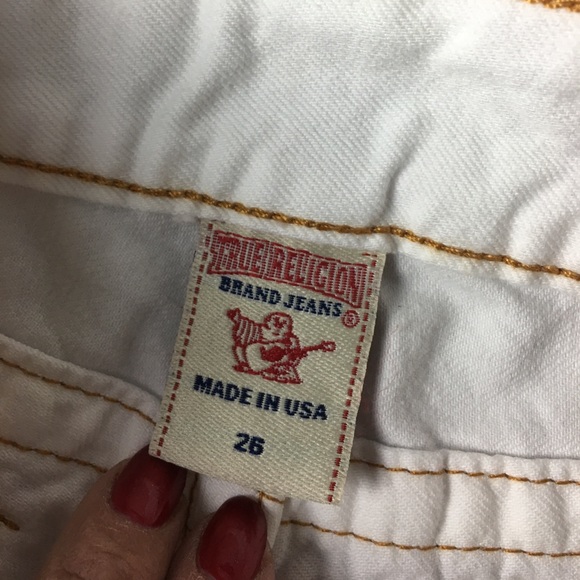 TRUE RELIGION
BRAND JEANS
®
MADE IN USA
26